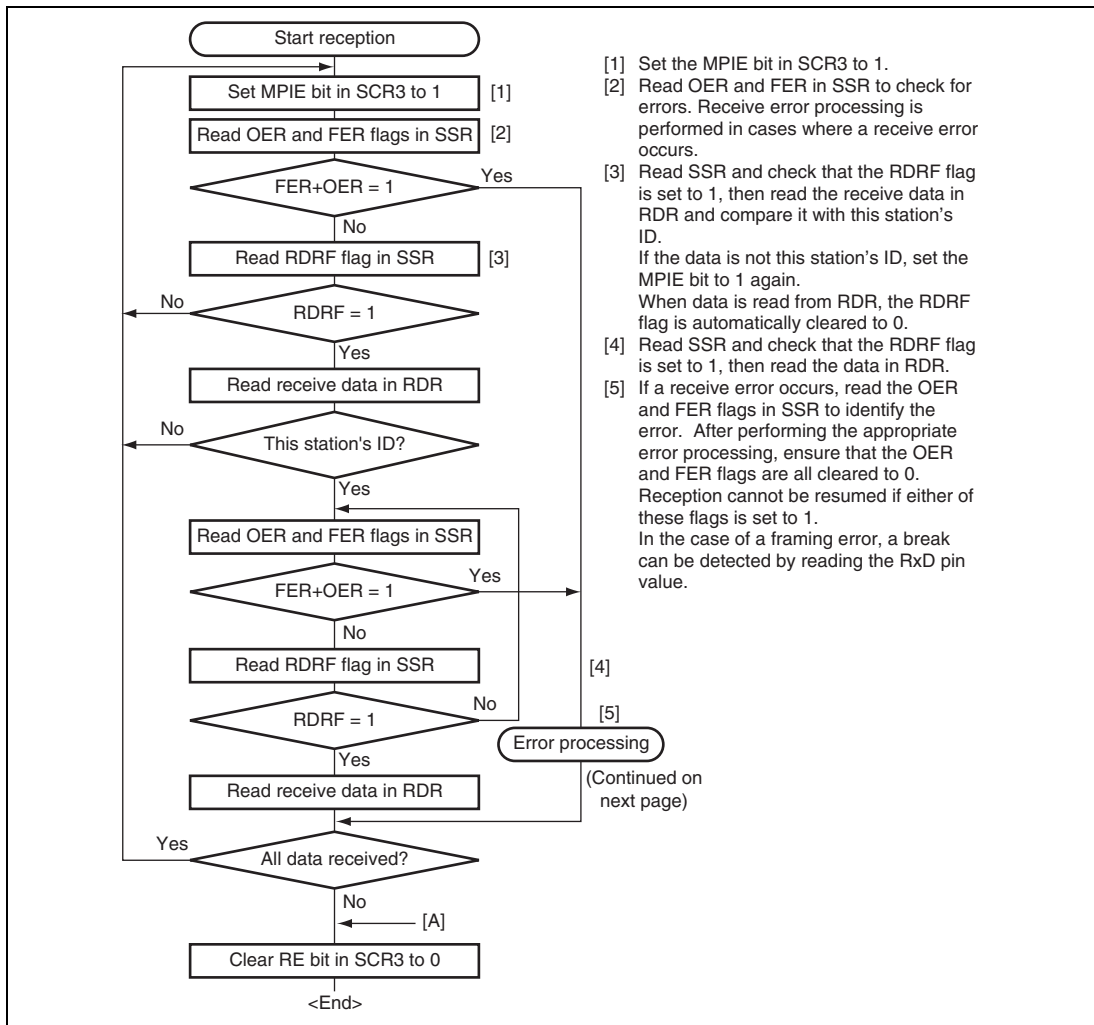 Start reception
Set MPIE bit in SCR3 to 1
[1]
Read OER and FER flags in SSR
[2]
FER+OER = 1
Yes
No
Read RDRF flag in SSR
[3]
RDRF = 1
No
Yes
Read receive data in RDR
This station's ID?
No
Yes
Read OER and FER flags in SSR
FER+OER = 1
Yes
No
Read RDRF flag in SSR
[4]
RDRF = 1
No
[5]
Error processing
(Continued on
next page)
Yes
Read receive data in RDR
All data received?
Yes
No
[A]
Clear RE bit in SCR3 to 0
<End>
[1] Set the MPIE bit in SCR3 to 1.
[2] Read OER and FER in SSR to check for
errors. Receive error processing is
performed in cases where a receive error
occurs.
[3] Read SSR and check that the RDRF flag
is set to 1, then read the receive data in
RDR and compare it with this station's
ID.
If the data is not this station's ID, set the
MPIE bit to 1 again.
When data is read from RDR, the RDRF
flag is automatically cleared to 0.
[4] Read SSR and check that the RDRF flag
is set to 1, then read the data in RDR.
[5] If a receive error occurs, read the OER
and FER flags in SSR to identify the
error. After performing the appropriate
error processing, ensure that the OER
and FER flags are all cleared to 0.
Reception cannot be resumed if either of
these flags is set to 1.
In the case of a framing error, a break
can be detected by reading the RxD pin
value.